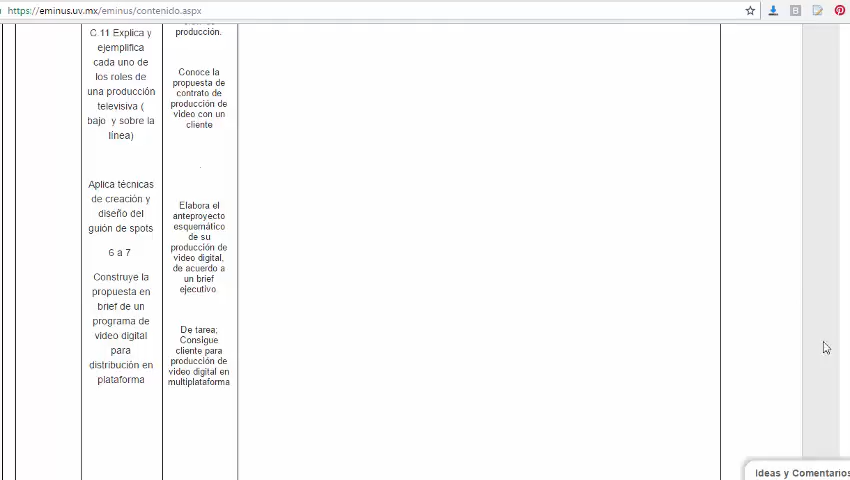 https://eminus.uv.mx/eminus/contenido.aspx
C.11 Explica y
ejemplifica
cada uno de
los roles de
una producción
televisiva (
bajo y sobre la
línea)
Aplica técnicas
de creación y
diseño del
guión de spots
6 a 7
Construye la
propuesta en
brief de un
programa de
video digital
para
distribución en
plataforma
producción.
Conoce la
propuesta de
contrato de
producción de
video con un
cliente
.
Elabora el
anteproyecto
esquemático
de su
producción de
video digital,
de acuerdo a
un brief
ejecutivo.
De tarea;
Consigue
cliente para
producción de
video digital en
multiplataforma
Ideas y Comentarios